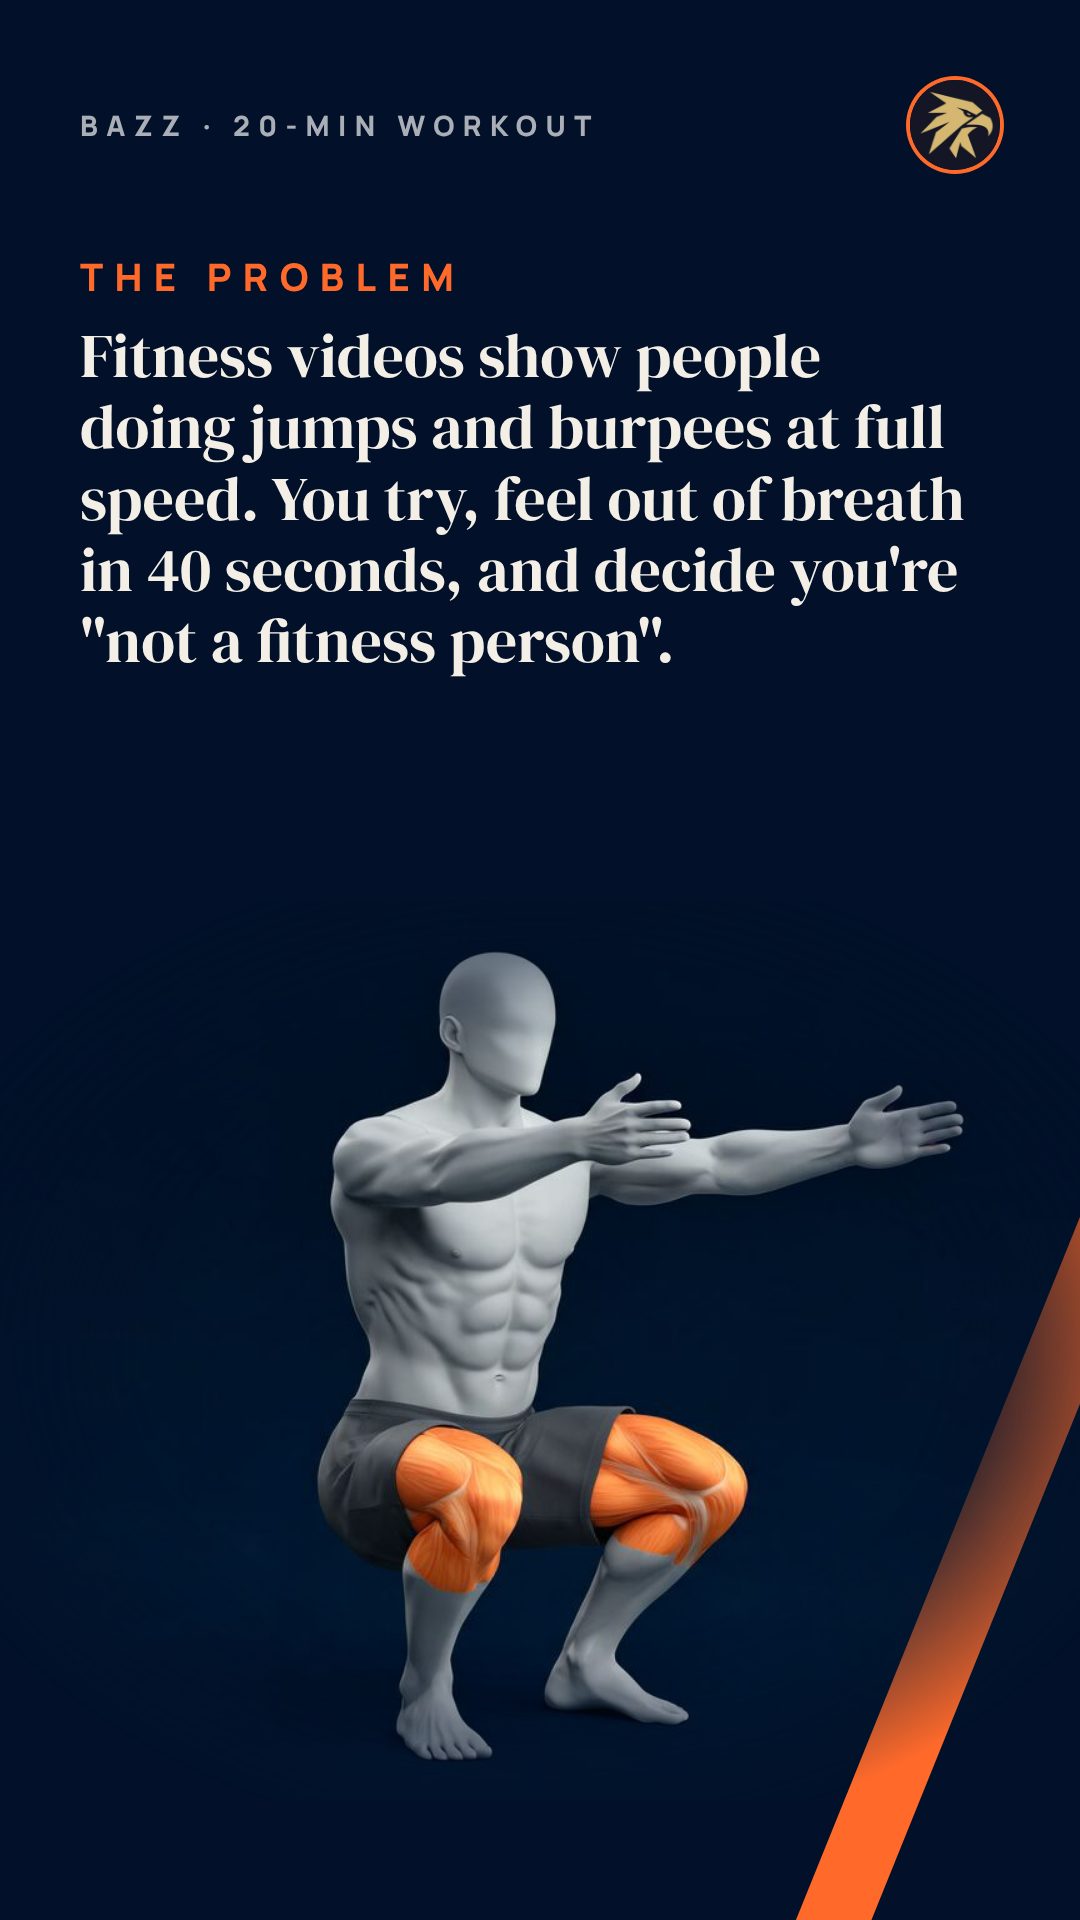 BAZZ · 20-MIN WORKOUT
THE PROBLEM
Fitness videos show people
doing jumps and burpees at full
speed. You try, feel out of breath
in 40 seconds, and decide you're
"not a fitness person".